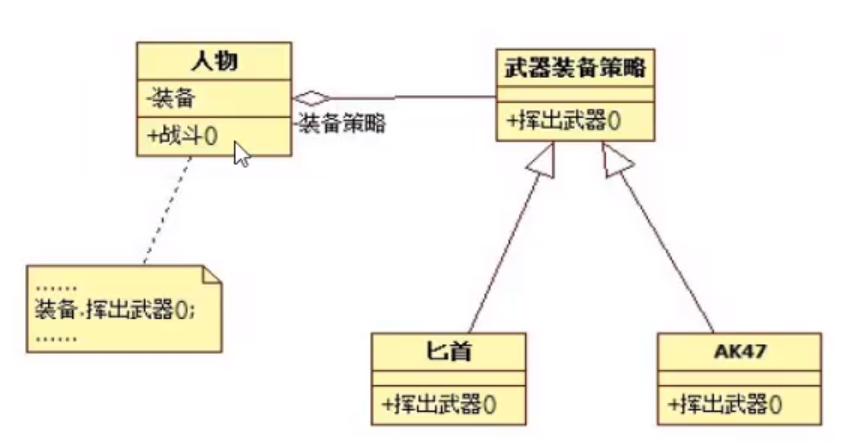 人物
-装备
+战斗()
-装备策略
武器装备策略
+挥出武器()
......
装备.挥出武器();
......
匕首
+挥出武器()
AK47
+挥出武器()